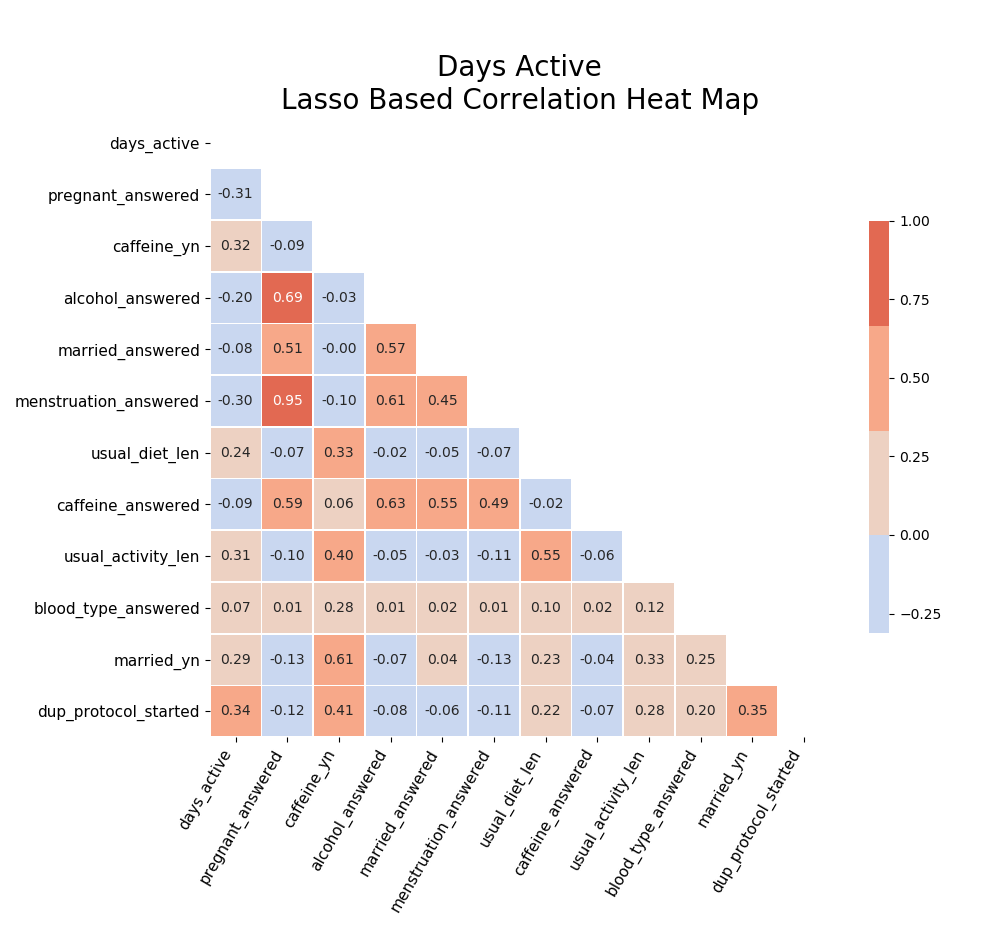 Days Active
Lasso Based Correlation Heat Map
days_active
pregnant_answered -0.31
caffeine_yn 0.32 -0.09
alcohol_answered -0.20 0.69 -0.03
married_answered -0.08 0.51 -0.00 0.57
menstruation_answered -0.30 0.95 -0.10 0.61 0.45
usual_diet_len 0.24 -0.07 0.33 -0.02 -0.05 -0.07
caffeine_answered -0.09 0.59 0.06 0.63 0.55 0.49 -0.02
usual_activity_len 0.31 -0.10 0.40 -0.05 -0.03 -0.11 0.55 -0.06
blood_type_answered 0.07 0.01 0.28 0.01 0.02 0.01 0.10 0.02 0.12
married_yn 0.29 -0.13 0.61 -0.07 0.04 -0.13 0.23 -0.04 0.33 0.25
dup_protocol_started 0.34 -0.12 0.41 -0.08 -0.06 -0.11 0.22 -0.07 0.28 0.20 0.35
days_active
pregnant_answered
caffeine_yn
alcohol_answered
married_answered
menstruation_answered
usual_diet_len
caffeine_answered
usual_activity_len
blood_type_answered
married_yn
dup_protocol_started
1.00
0.75
0.50
0.25
0.00
−0.25